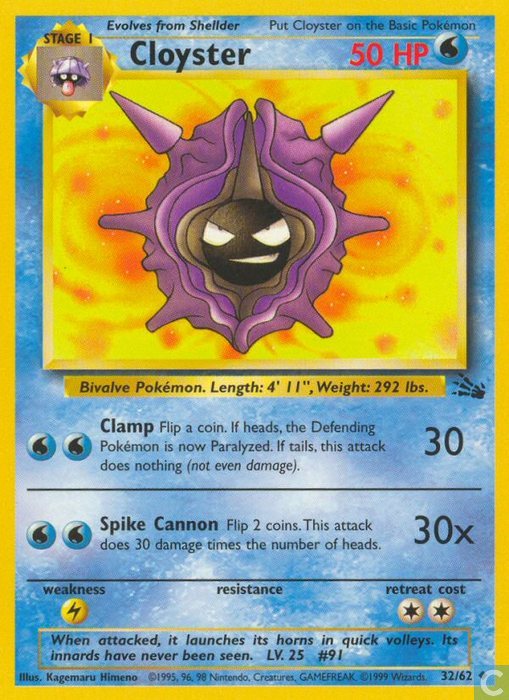 Evolves from Shellder Put Cloyster on the Basic Pokémon
STAGE 1
Cloyster 50 HP
Bivalve Pokémon. Length: 4' 11", Weight: 292 lbs.
Clamp Flip a coin. If heads, the Defending
Pokémon is now Paralyzed. If tails, this attack
does nothing (not even damage).
30
Spike Cannon Flip 2 coins. This attack
does 30 damage times the number of heads.
30x
weakness resistance retreat cost
When attacked, it launches its horns in quick volleys. Its
innards have never been seen. LV. 25 #91
Illus. Kagemaru Himeno ©1995, 96, 98 Nintendo, Creatures, GAMEFREAK. ©1999 Wizards. 32/62
C